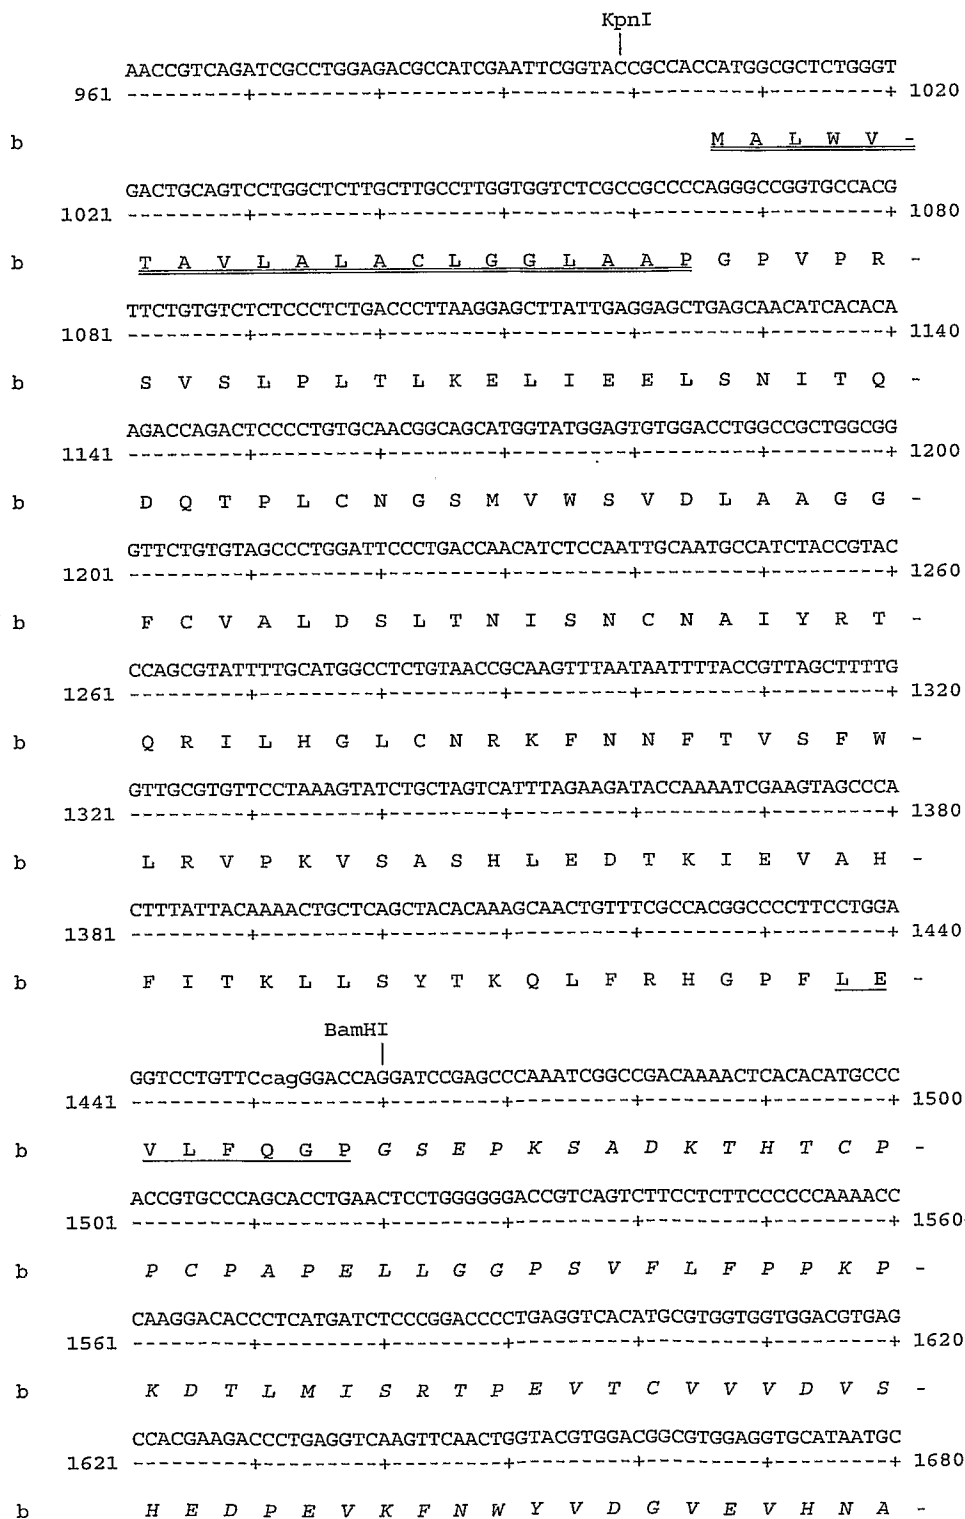 KpnI
AACCGTCAGATCGCCTGGAGACGCCATCGAATTCGGTACCGCCACCATGGCGCTCTGGGT
961 ---------+---------+---------+---------+---------+---------+ 1020
b M A L W V -
GACTGCAGTCCTGGCTCTTGCTTGCCTTGGTGGTCTCGCCGCCCCAGGGCCGGTGCCACG
1021 ---------+---------+---------+---------+---------+---------+ 1080
b T A V L A L A C L G G L A A P G P V P R -
TTCTGTGTCTCTCCCTCTGACCCTTAAGGAGCTTATTGAGGAGCTGAGCAACATCACACA
1081 ---------+---------+---------+---------+---------+---------+ 1140
b S V S L P L T L K E L I E E L S N I T Q -
AGACCAGACTCCCCTGTGCAACGGCAGCATGGTATGGAGTGTGGACCTGGCCGCTGGCGG
1141 ---------+---------+---------+---------+---------+---------+ 1200
b D Q T P L C N G S M V W S V D L A A G G -
GTTCTGTGTAGCCCTGGATTCCCTGACCAACATCTCCAATTGCAATGCCATCTACCGTAC
1201 ---------+---------+---------+---------+---------+---------+ 1260
b F C V A L D S L T N I S N C N A I Y R T -
CCAGCGTATTTTGCATGGCCTCTGTAACCGCAAGTTTAATAATTTTACCGTTAGCTTTTG
1261 ---------+---------+---------+---------+---------+---------+ 1320
b Q R I L H G L C N R K F N N F T V S F W -
GTTGCGTGTTCCTAAAGTATCTGCTAGTCATTTAGAAGATACCAAAATCGAAGTAGCCCA
1321 ---------+---------+---------+---------+---------+---------+ 1380
b L R V P K V S A S H L E D T K I E V A H -
CTTTATTACAAAACTGCTCAGCTACACAAAGCAACTGTTTCGCCACGGCCCCTTCCTGGA
1381 ---------+---------+---------+---------+---------+---------+ 1440
b F I T K L L S Y T K Q L F R H G P F L E -
BamHI
GGTCCTGTTCcagGGACCAGGATCCGAGCCCAAATCGGCCGACAAAACTCACACATGCCC
1441 ---------+---------+---------+---------+---------+---------+ 1500
b V L F Q G P G S E P K S A D K T H T C P -
ACCGTGCCCAGCACCTGAACTCCTGGGGGGACCGTCAGTCTTCCTCTTCCCCCCAAAACC
1501 ---------+---------+---------+---------+---------+---------+ 1560
b P C P A P E L L G G P S V F L F P P K P -
CAAGGACACCCTCATGATCTCCCGGACCCCTGAGGTCACATGCGTGGTGGTGGACGTGAG
1561 ---------+---------+---------+---------+---------+---------+ 1620
b K D T L M I S R T P E V T C V V V D V S -
CCACGAAGACCCTGAGGTCAAGTTCAACTGGTACGTGGACGGCGTGGAGGTGCATAATGC
1621 ---------+---------+---------+---------+---------+---------+ 1680
b H E D P E V K F N W Y V D G V E V H N A -